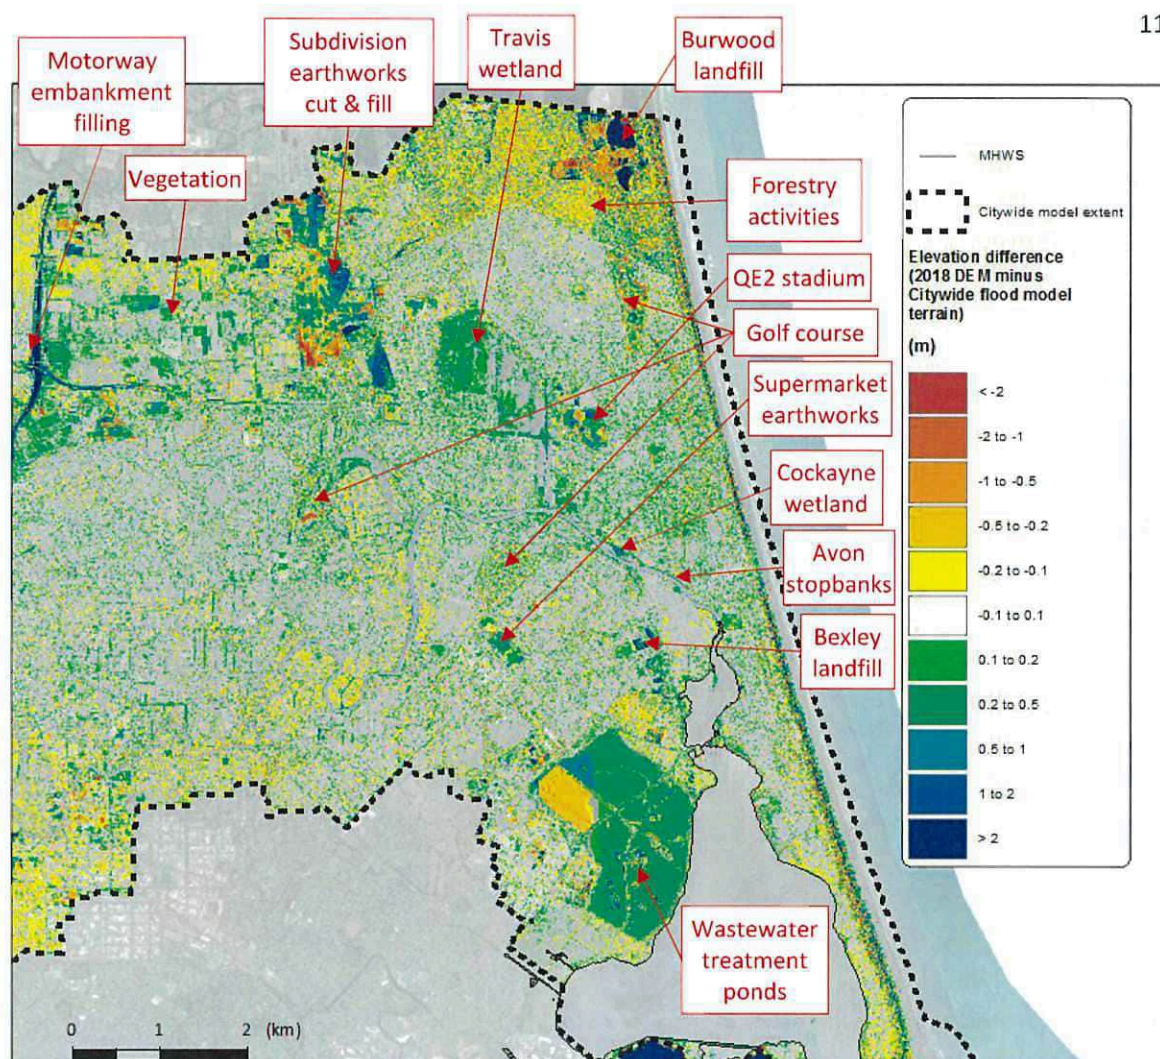 11
Motorway
embankment
filling
Subdivision
earthworks
cut & fill
Travis
wetland
Burwood
landfill
Vegetation
Forestry
activities
QE2 stadium
Golf course
Supermarket
earthworks
Cockayne
wetland
Avon
stopbanks
Bexley
landfill
Wastewater
treatment
ponds
MHWS
Citywide model extent
Elevation difference
(2018 DEM minus
Citywide flood model
terrain)
(m)
< -2
-2 to -1
-1 to -0.5
-0.5 to -0.2
-0.2 to -0.1
-0.1 to 0.1
0.1 to 0.2
0.2 to 0.5
0.5 to 1
1 to 2
> 2
0 1 2 (km)